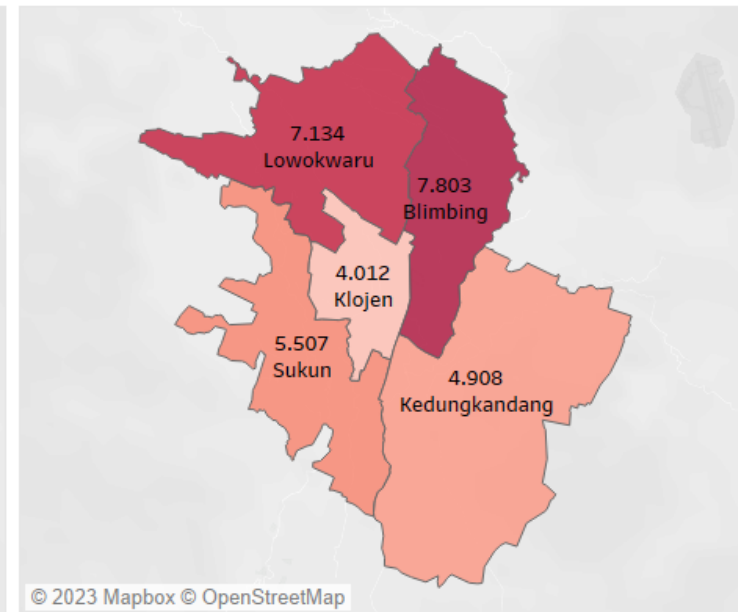 7.134
Lowokwaru
7.803
Blimbing
4.012
Klojen
5.507
Sukun
4.908
Kedungkandang
© 2023 Mapbox © OpenStreetMap